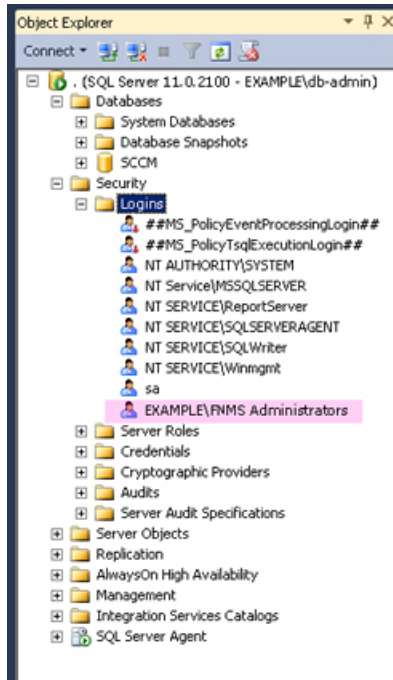 Object Explorer
Connect
. (SQL Server 11.0.2100 - EXAMPLE\db-admin)
Databases
System Databases
Database Snapshots
SCCM
Security
Logins
##MS_PolicyEventProcessingLogin##
##MS_PolicyTsqlExecutionLogin##
NT AUTHORITY\SYSTEM
NT Service\MSSQLSERVER
NT SERVICE\ReportServer
NT SERVICE\SQLSERVERAGENT
NT SERVICE\SQLWriter
NT SERVICE\Winmgmt
sa
EXAMPLE\FNMS Administrators
Server Roles
Credentials
Cryptographic Providers
Audits
Server Audit Specifications
Server Objects
Replication
AlwaysOn High Availability
Management
Integration Services Catalogs
SQL Server Agent